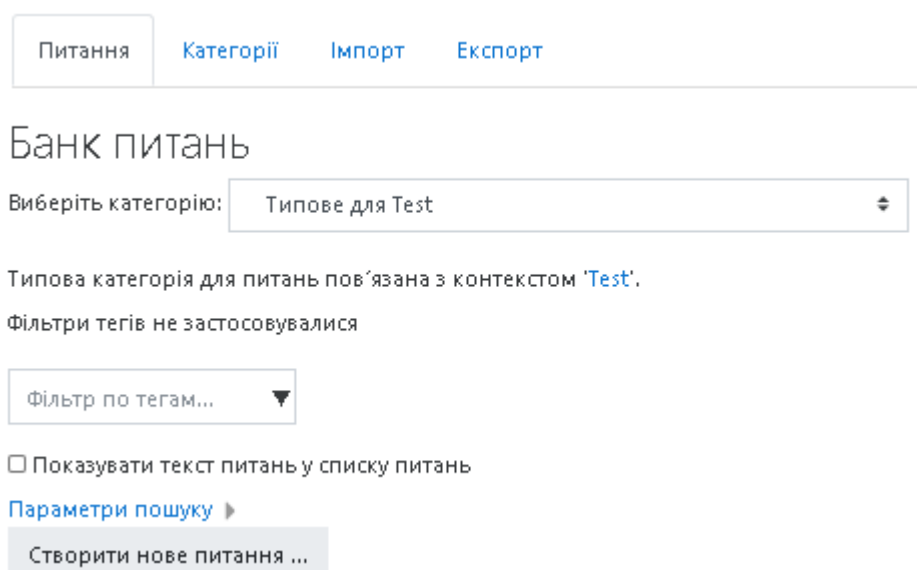 Питання Категорії Імпорт Експорт
Банк питань
Виберіть категорію: Типове для Test
Типова категорія для питань пов´язана з контекстом 'Test'.
Фільтри тегів не застосовувалися
Фільтр по тегам...
Показувати текст питань у списку питань
Параметри пошуку
Створити нове питання ...